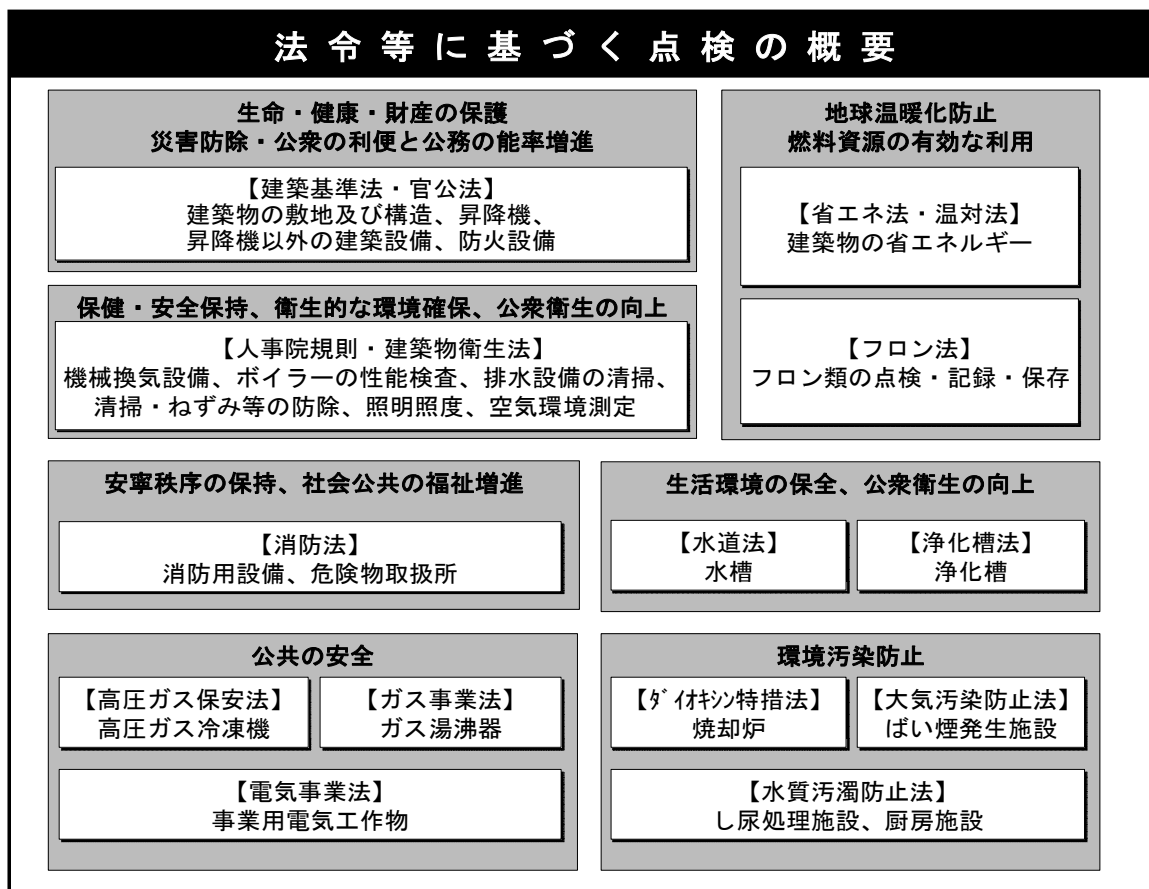 法令等に基づく点検の概要
生命・健康・財産の保護
災害防除・公衆の利便と公務の能率増進
【建築基準法・官公法】
建築物の敷地及び構造、昇降機、
昇降機以外の建築設備、防火設備
地球温暖化防止
燃料資源の有効な利用
【省エネ法・温対法】
建築物の省エネルギー
【フロン法】
フロン類の点検・記録・保存
保健・安全保持、衛生的な環境確保、公衆衛生の向上
【人事院規則・建築物衛生法】
機械換気設備、ボイラーの性能検査、排水設備の清掃、
清掃・ねずみ等の防除、照明照度、空気環境測定
安寧秩序の保持、社会公共の福祉増進
【消防法】
消防用設備、危険物取扱所
生活環境の保全、公衆衛生の向上
【水道法】
水槽
【浄化槽法】
浄化槽
公共の安全
【高圧ガス保安法】
高圧ガス冷凍機
【ガス事業法】
ガス湯沸器
【電気事業法】
事業用電気工作物
環境汚染防止
【ダイオキシン特措法】
焼却炉
【大気汚染防止法】
ばい煙発生施設
【水質汚濁防止法】
し尿処理施設、厨房施設